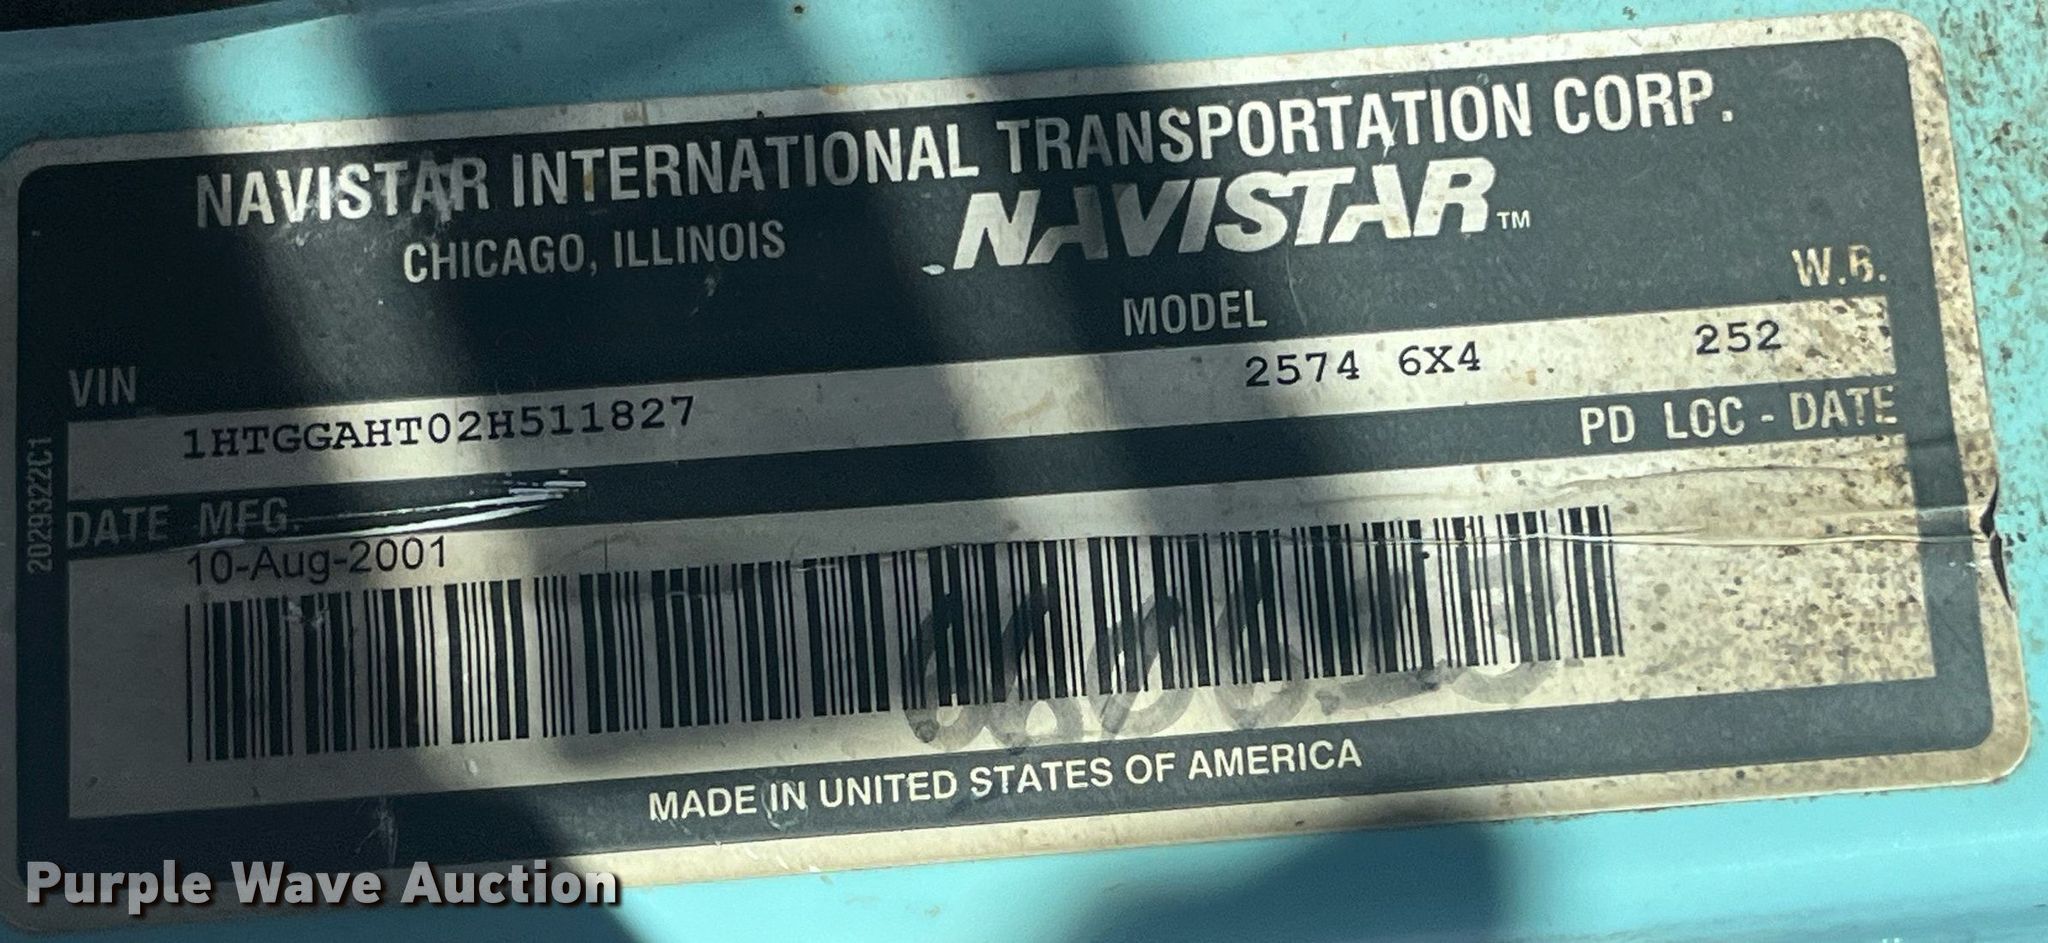 NAVISTAR INTERNATIONAL TRANSPORTATION CORP.
CHICAGO, ILLINOIS
NAVISTAR™
VIN MODEL W.B.
1HTGGAHT02H511827 2574 6X4 252
DATE MFG. PD LOC - DATE
10-Aug-2001
MADE IN UNITED STATES OF AMERICA
2029322C1
Purple Wave Auction